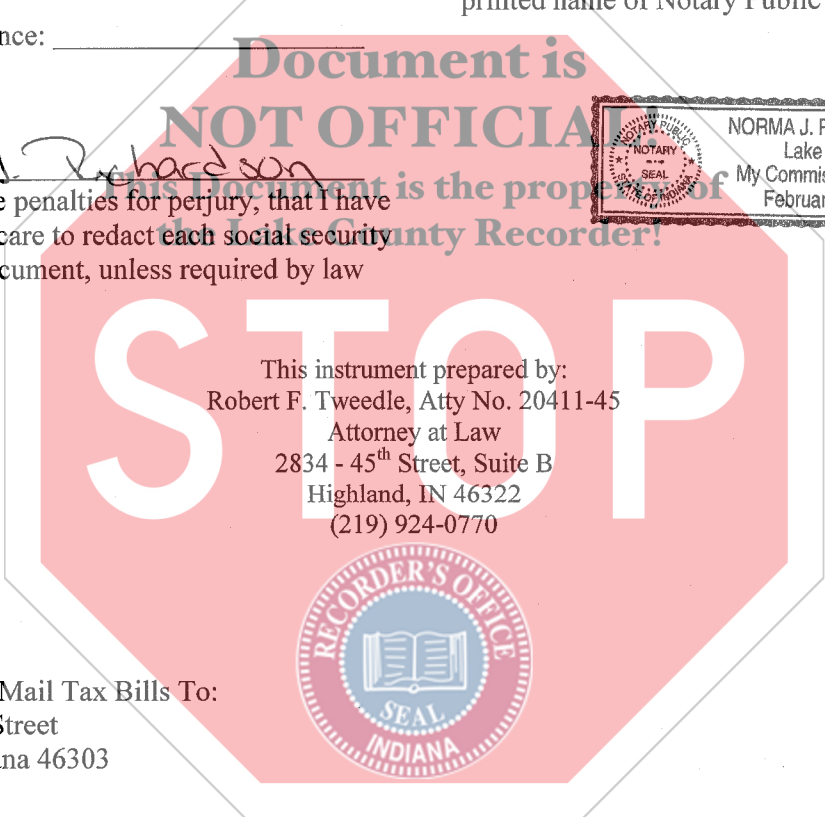 printed name of Notary Public
nce:
Document is
NOT OFFICIAL!
NORMA J.
Lake
My Commis
Februar
NOTARY PUBLIC
NOTARY
SEAL
STATE OF INDIANA
J. Richardson
This Document is the property of
e penalties for perjury, that I have
the Lake County Recorder!
care to redact each social security
cument, unless required by law
STOP
This instrument prepared by:
Robert F. Tweedle, Atty No. 20411-45
Attorney at Law
2834 - 45th Street, Suite B
Highland, IN 46322
(219) 924-0770
RECORDER'S OFFICE
SEAL
INDIANA
Mail Tax Bills To:
Street
na 46303